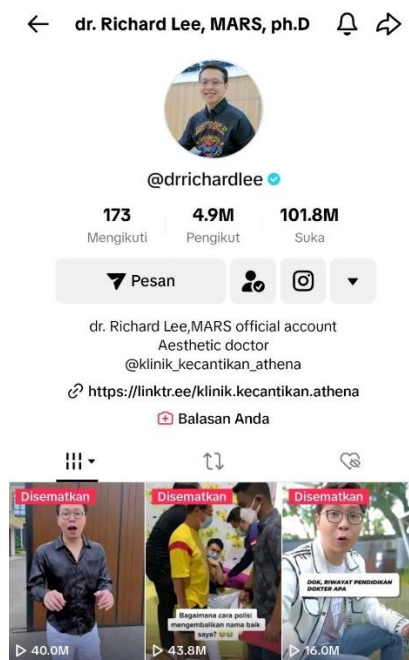 dr. Richard Lee, MARS, ph.D
@drrichardlee
173
4.9M
101.8M
Mengikuti
Pengikut
Suka
Pesan
dr. Richard Lee,MARS official account
Aesthetic doctor
@klinik_kecantikan_athena
https://linktr.ee/klinik.kecantikan.athena
Balasan Anda
Disematkan
Disematkan
Disematkan
Bagaimana cara polisi
mengembalikan nama baik
saya? 😭😭
DOK, RIWAYAT PENDIDIKAN
DOKTER APA
40.0M
43.8M
16.0M